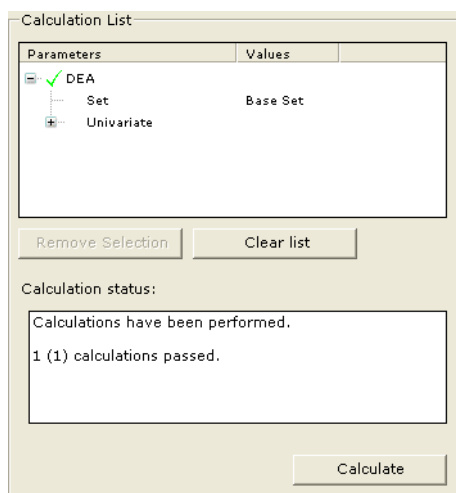 Calculation List
Parameters Values
DEA
Set Base Set
Univariate
Remove Selection Clear list
Calculation status:
Calculations have been performed.
1 (1) calculations passed.
Calculate